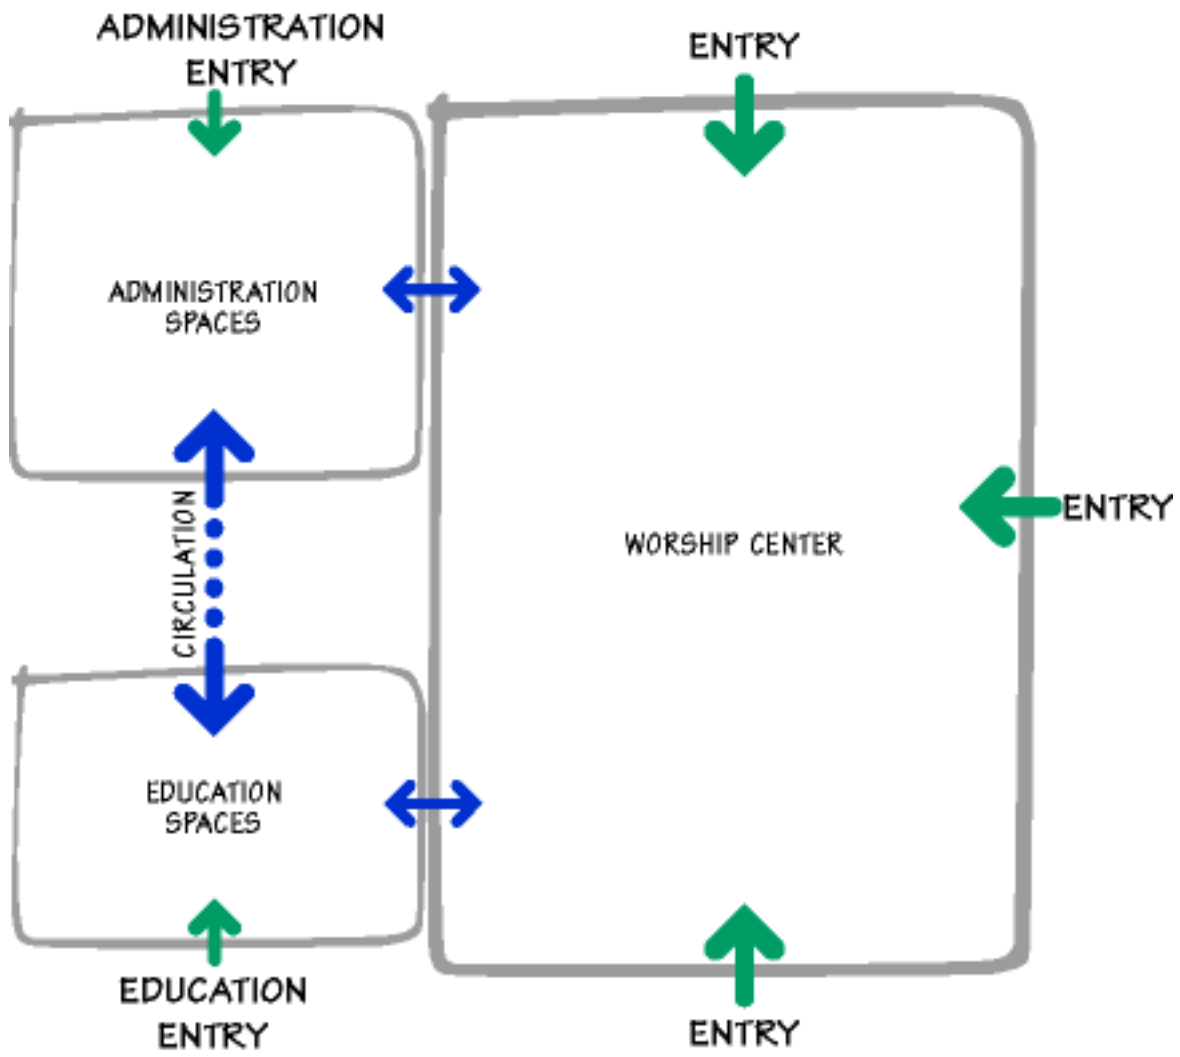 ADMINISTRATION
ENTRY
ENTRY
ADMINISTRATION
SPACES
CIRCULATION
ENTRY
WORSHIP CENTER
EDUCATION
SPACES
EDUCATION
ENTRY
ENTRY